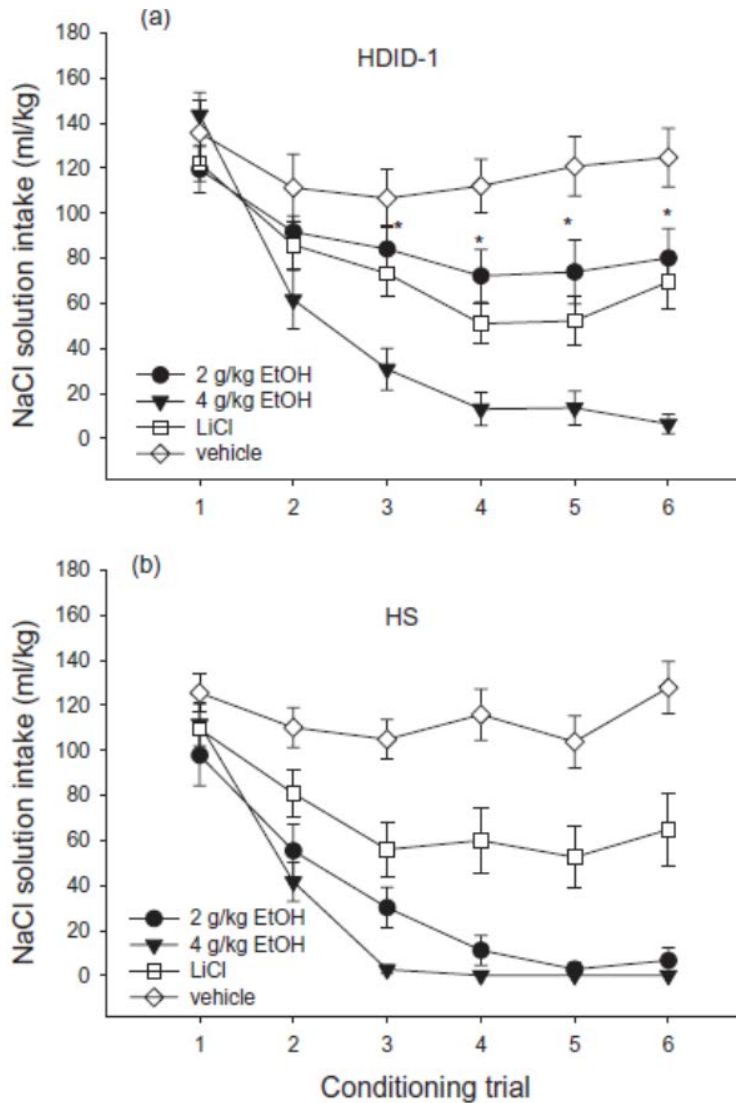 (a)
HDID-1
NaCl solution intake (ml/kg)
180
160
140
120
100
80
60
40
20
0
*
*
*
*
2 g/kg EtOH
4 g/kg EtOH
LiCl
vehicle
1 2 3 4 5 6
(b)
HS
NaCl solution intake (ml/kg)
180
160
140
120
100
80
60
40
20
0
2 g/kg EtOH
4 g/kg EtOH
LiCl
vehicle
1 2 3 4 5 6
Conditioning trial